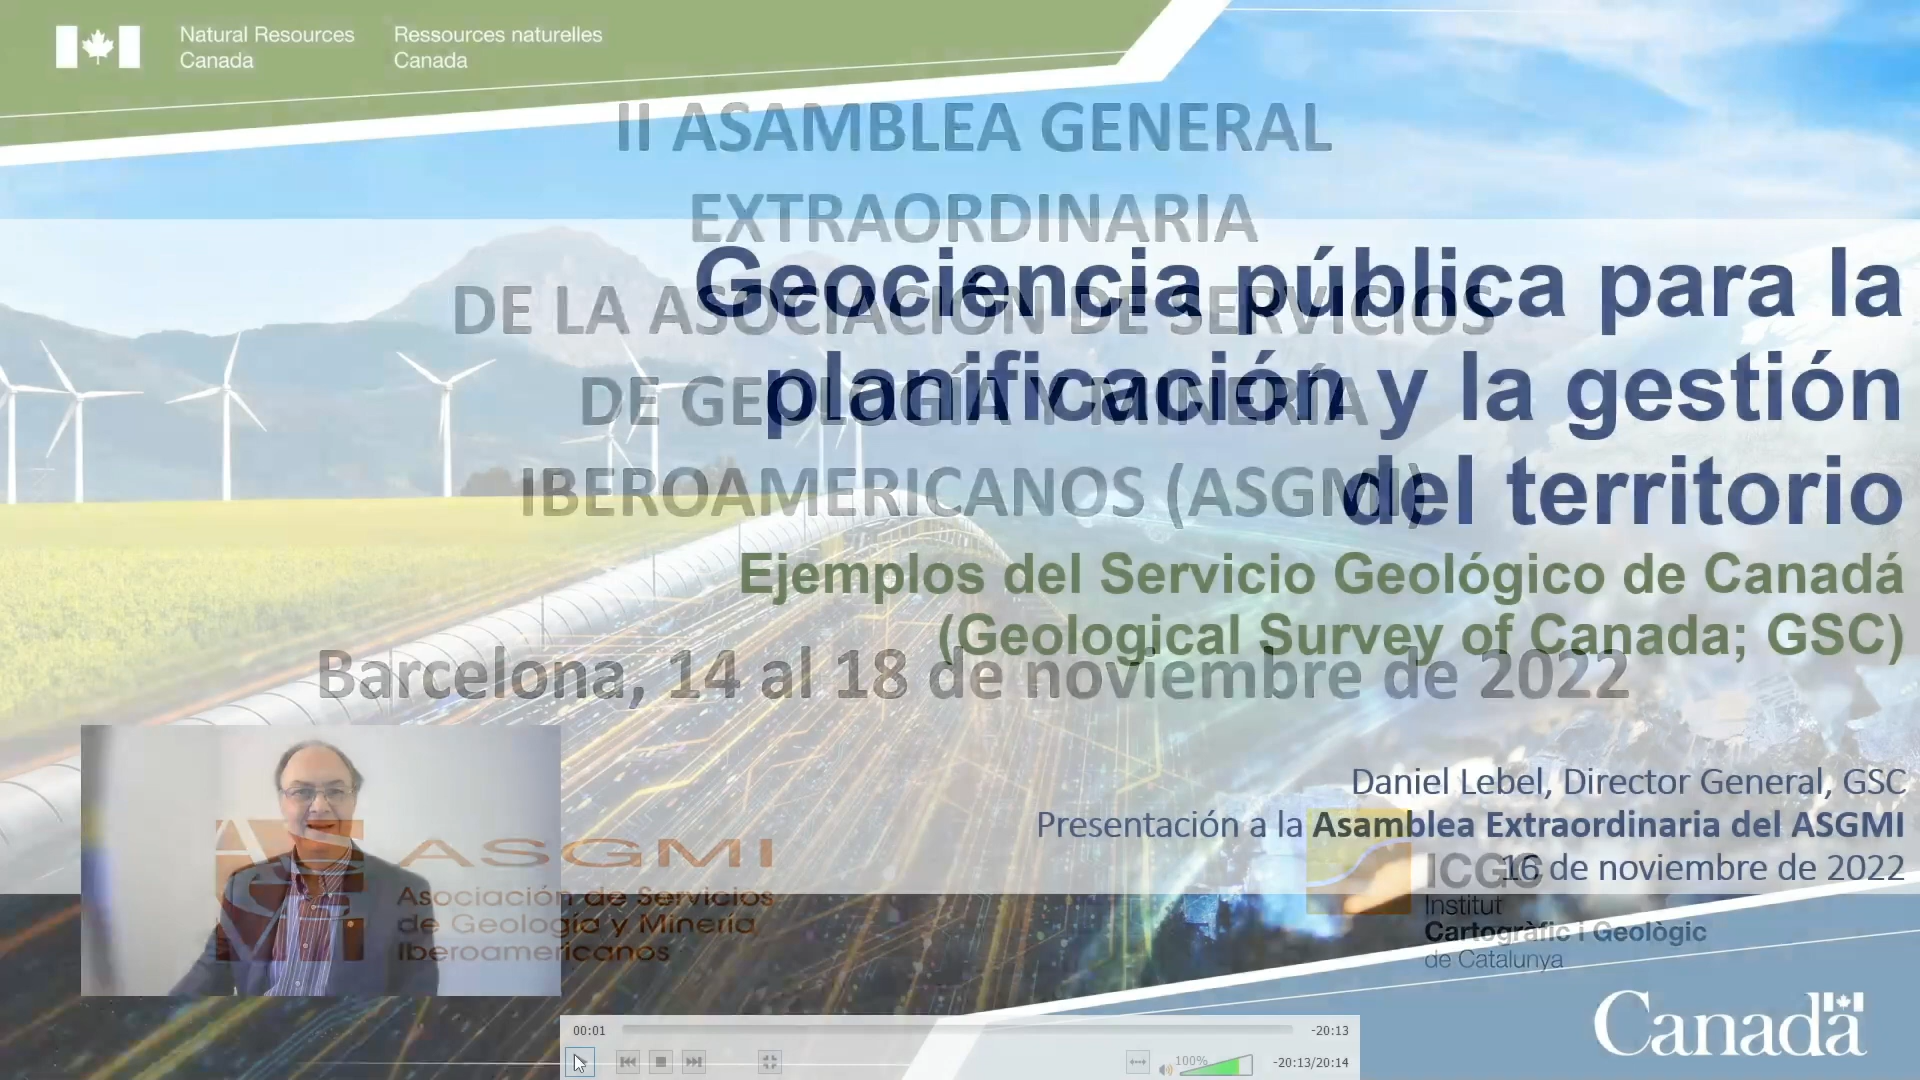 Natural Resources
Canada
Ressources naturelles
Canada
II ASAMBLEA GENERAL
EXTRAORDINARIA
DE LA ASOCIACIÓN DE SERVICIOS
DE GEOLOGÍA Y MINERÍA
IBEROAMERICANOS (ASGMI)
Barcelona, 14 al 18 de noviembre de 2022
Geociencia pública para la
planificación y la gestión
del territorio
Ejemplos del Servicio Geológico de Canadá
(Geological Survey of Canada; GSC)
Daniel Lebel, Director General, GSC
Presentación a la Asamblea Extraordinaria del ASGMI
16 de noviembre de 2022
ASGMI
Asociación de Servicios
de Geología y Minería
Iberoamericanos
ICGC
Institut
Cartogràfic i Geològic
de Catalunya
Canada
00:01
-20:13
100%
-20:13/20:14